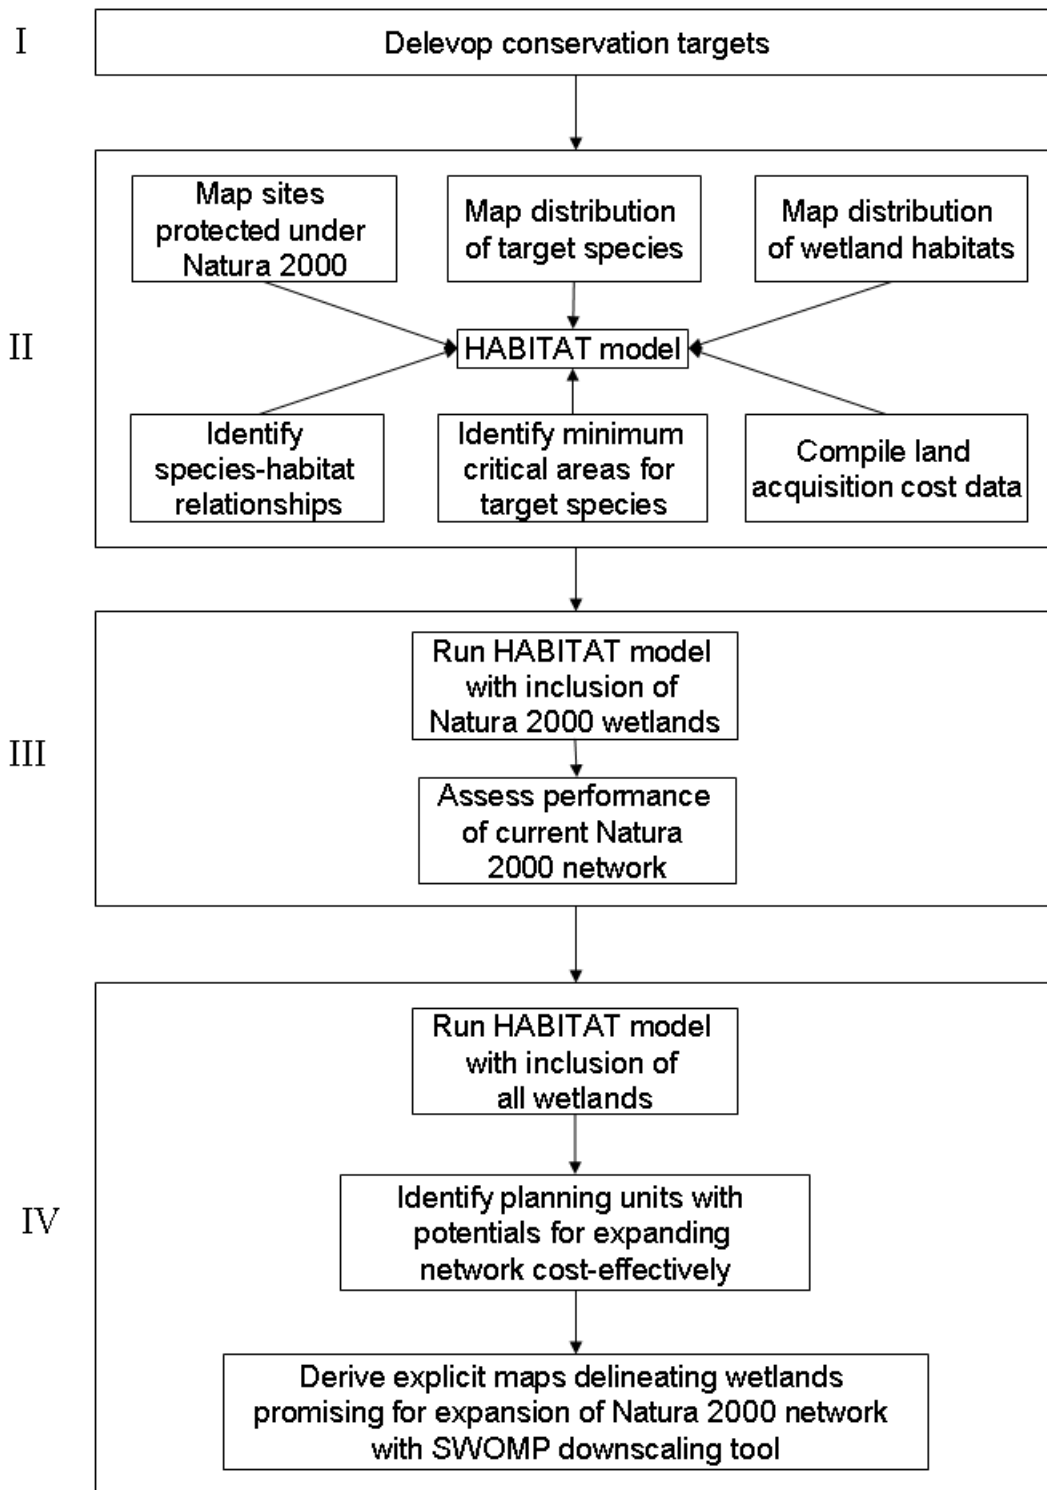 I
Delevop conservation targets
Map sites
protected under
Natura 2000
Map distribution
of target species
Map distribution
of wetland habitats
II
HABITAT model
Identify
species-habitat
relationships
Identify minimum
critical areas for
target species
Compile land
acquisition cost data
Run HABITAT model
with inclusion of
Natura 2000 wetlands
III
Assess performance
of current Natura
2000 network
Run HABITAT model
with inclusion of
all wetlands
IV
Identify planning units with
potentials for expanding
network cost-effectively
Derive explicit maps delineating wetlands
promising for expansion of Natura 2000 network
with SWOMP downscaling tool